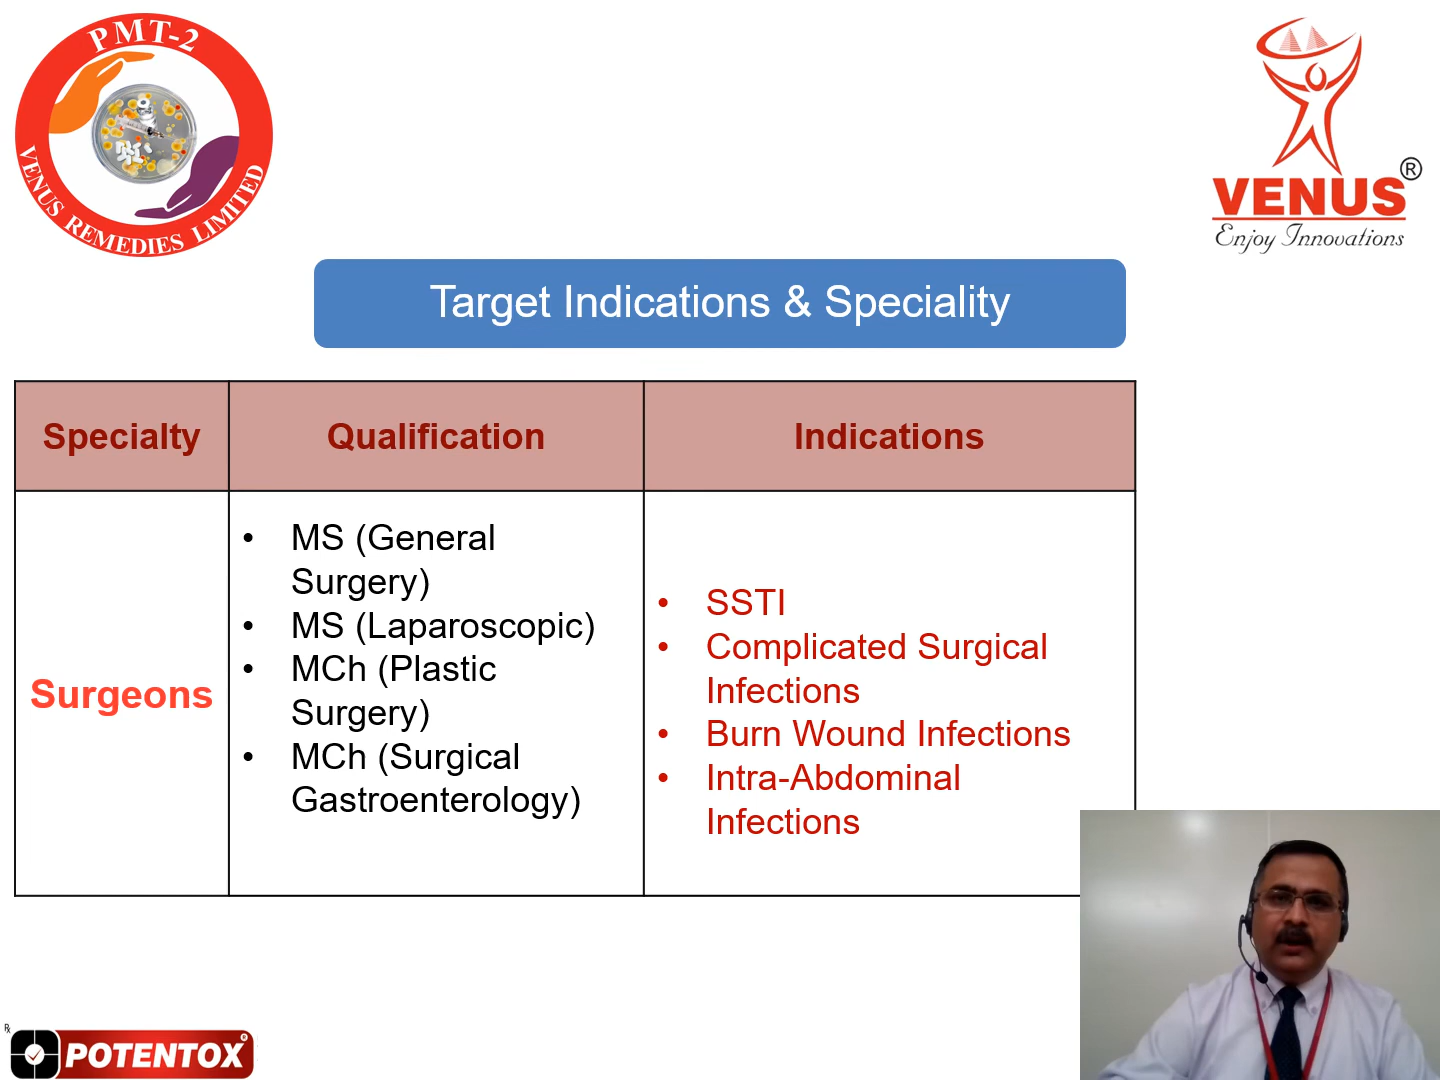 PMT-2
VENUS REMEDIES LIMITED
VENUS®
Enjoy Innovations
Target Indications & Speciality
Specialty
Qualification
Indications
Surgeons
• MS (General
Surgery)
• MS (Laparoscopic)
• MCh (Plastic
Surgery)
• MCh (Surgical
Gastroenterology)
• SSTI
• Complicated Surgical
Infections
• Burn Wound Infections
• Intra-Abdominal
Infections
℞
POTENTOX®